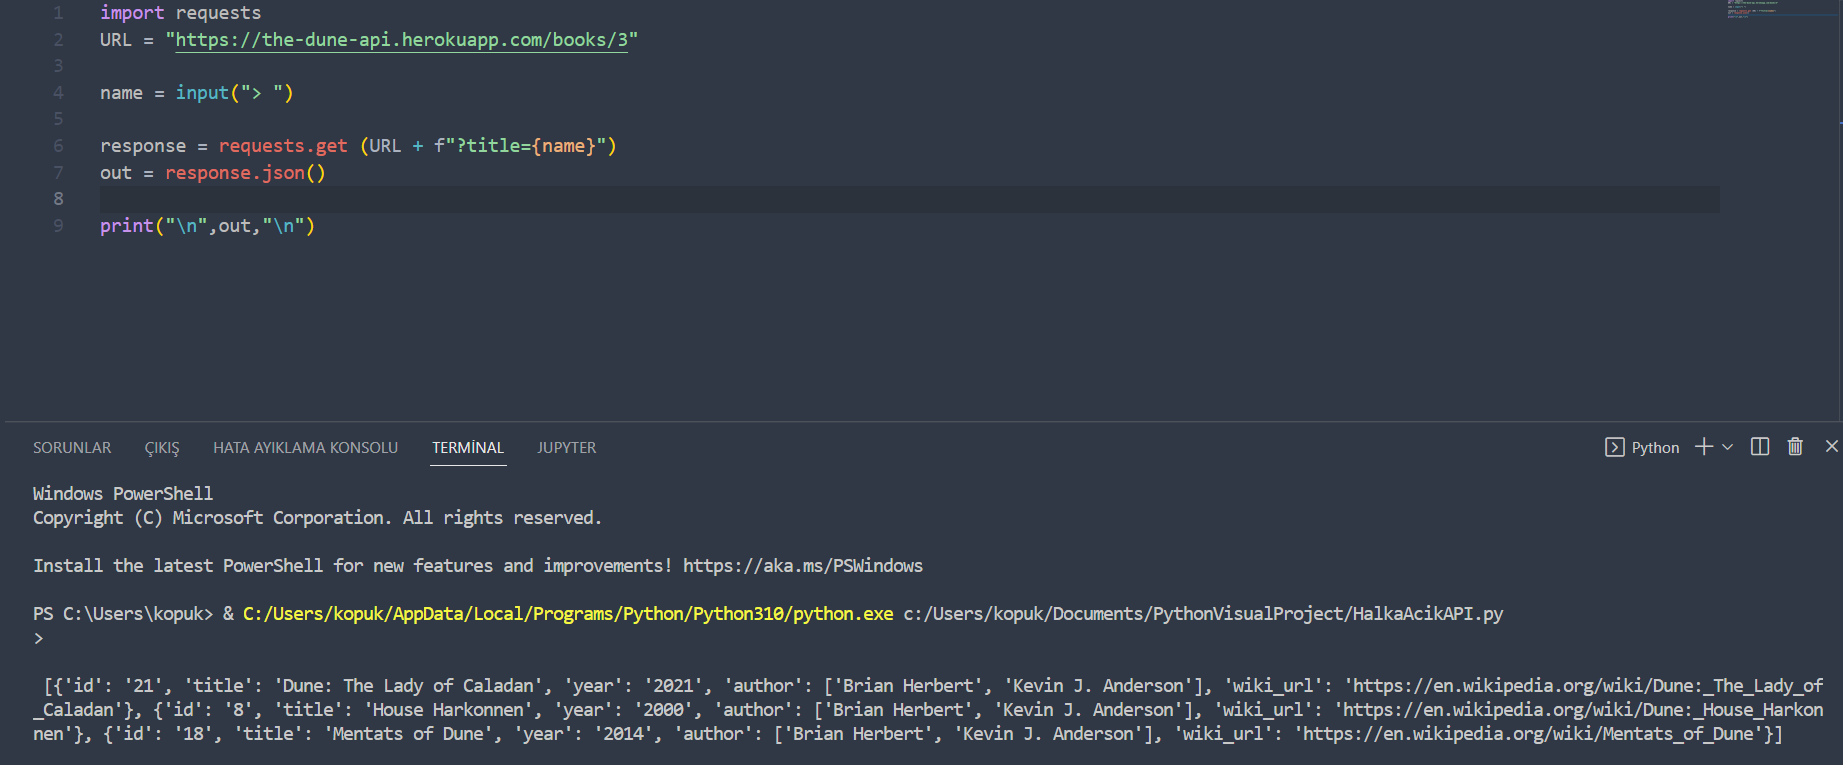 1 import requests
2 URL = "https://the-dune-api.herokuapp.com/books/3"
3
4 name = input("> ")
5
6 response = requests.get (URL + f"?title={name}")
7 out = response.json()
8
9 print("\n",out,"\n")
SORUNLAR ÇIKIŞ HATA AYIKLAMA KONSOLU TERMİNAL JUPYTER Python
Windows PowerShell
Copyright (C) Microsoft Corporation. All rights reserved.
Install the latest PowerShell for new features and improvements! https://aka.ms/PSWindows
PS C:\Users\kopuk> & C:/Users/kopuk/AppData/Local/Programs/Python/Python310/python.exe c:/Users/kopuk/Documents/PythonVisualProject/HalkaAcikAPI.py
>
[{'id': '21', 'title': 'Dune: The Lady of Caladan', 'year': '2021', 'author': ['Brian Herbert', 'Kevin J. Anderson'], 'wiki_url': 'https://en.wikipedia.org/wiki/Dune:_The_Lady_of
_Caladan'}, {'id': '8', 'title': 'House Harkonnen', 'year': '2000', 'author': ['Brian Herbert', 'Kevin J. Anderson'], 'wiki_url': 'https://en.wikipedia.org/wiki/Dune:_House_Harkon
nen'}, {'id': '18', 'title': 'Mentats of Dune', 'year': '2014', 'author': ['Brian Herbert', 'Kevin J. Anderson'], 'wiki_url': 'https://en.wikipedia.org/wiki/Mentats_of_Dune'}]